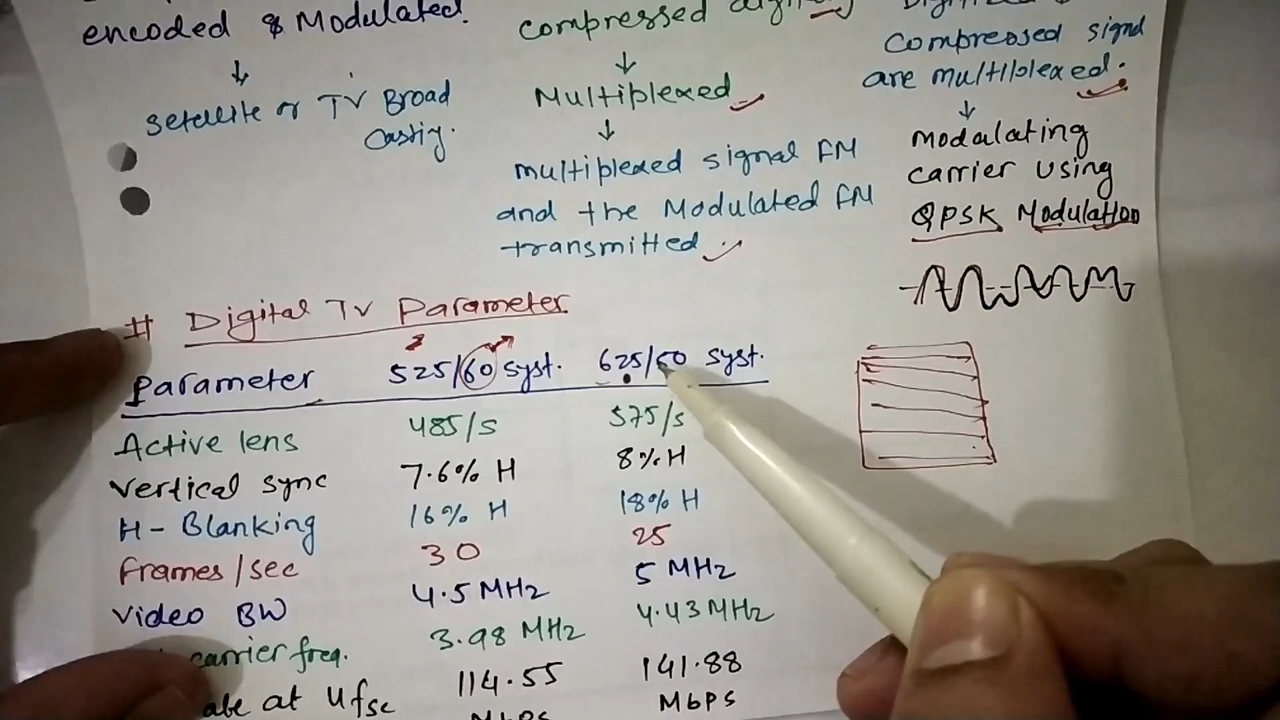 encoded & Modulated.
↓
Setellite or TV Broad
Castiy.
compressed
↓
Multiplexed
↓
multiplexed signal FM
and the Modulated FM
transmitted
compressed signd
are multiplexed.
↓
Modalating
carrier using
QPSK Modulation
# Digital TV Parameter
Parameter 525/60 syst. 625/50 syst.
Active lens 485/s 575/s
Vertical sync 7.6% H 8% H
H- Blanking 16% H 18% H
Frames/sec 30 25
Video BW 4.5 MHz 5 MHz
carrier freq. 3.98 MHz 4.43 MHz
at 4fsc 114.55 141.88
MbPS MbPS